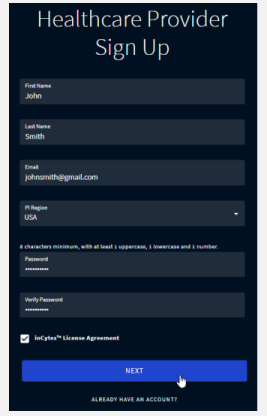 Healthcare Provider
Sign Up
First Name
John
Last Name
Smith
Email
johnsmith@gmail.com
PI Region
USA
8 characters minimum, with at least 1 uppercase, 1 lowercase and 1 number.
Password
••••••••••
Verify Password
••••••••••
inCytes™ License Agreement
NEXT
ALREADY HAVE AN ACCOUNT?